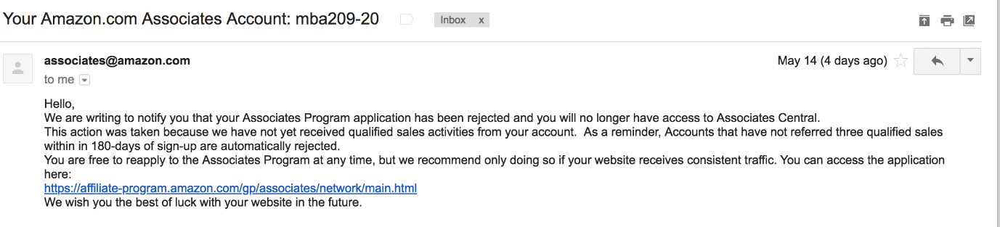 Your Amazon.com Associates Account: mba209-20
Inbox x
associates@amazon.com
May 14 (4 days ago)
to me
Hello,
We are writing to notify you that your Associates Program application has been rejected and you will no longer have access to Associates Central.
This action was taken because we have not yet received qualified sales activities from your account.  As a reminder, Accounts that have not referred three qualified sales
within in 180-days of sign-up are automatically rejected.
You are free to reapply to the Associates Program at any time, but we recommend only doing so if your website receives consistent traffic. You can access the application
here:
https://affiliate-program.amazon.com/gp/associates/network/main.html
We wish you the best of luck with your website in the future.